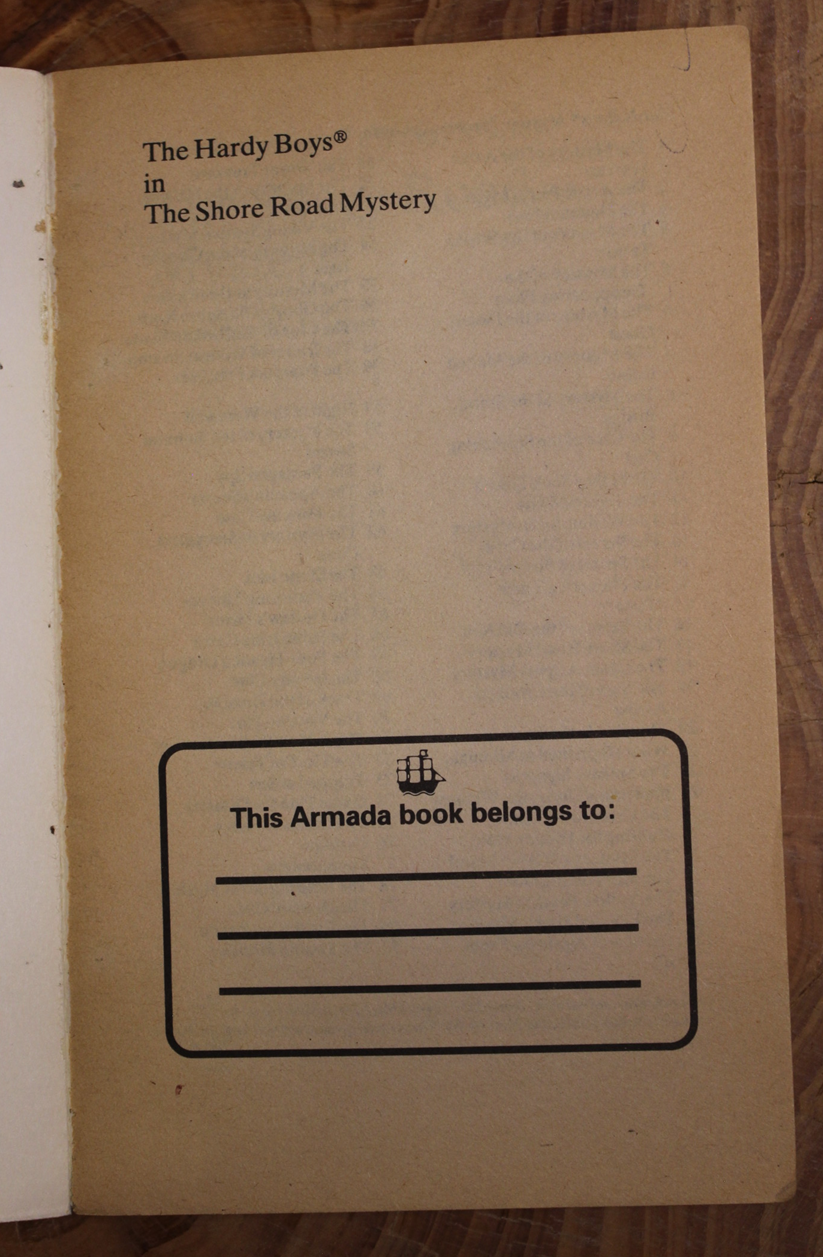 The Hardy Boys®
in
The Shore Road Mystery
This Armada book belongs to: